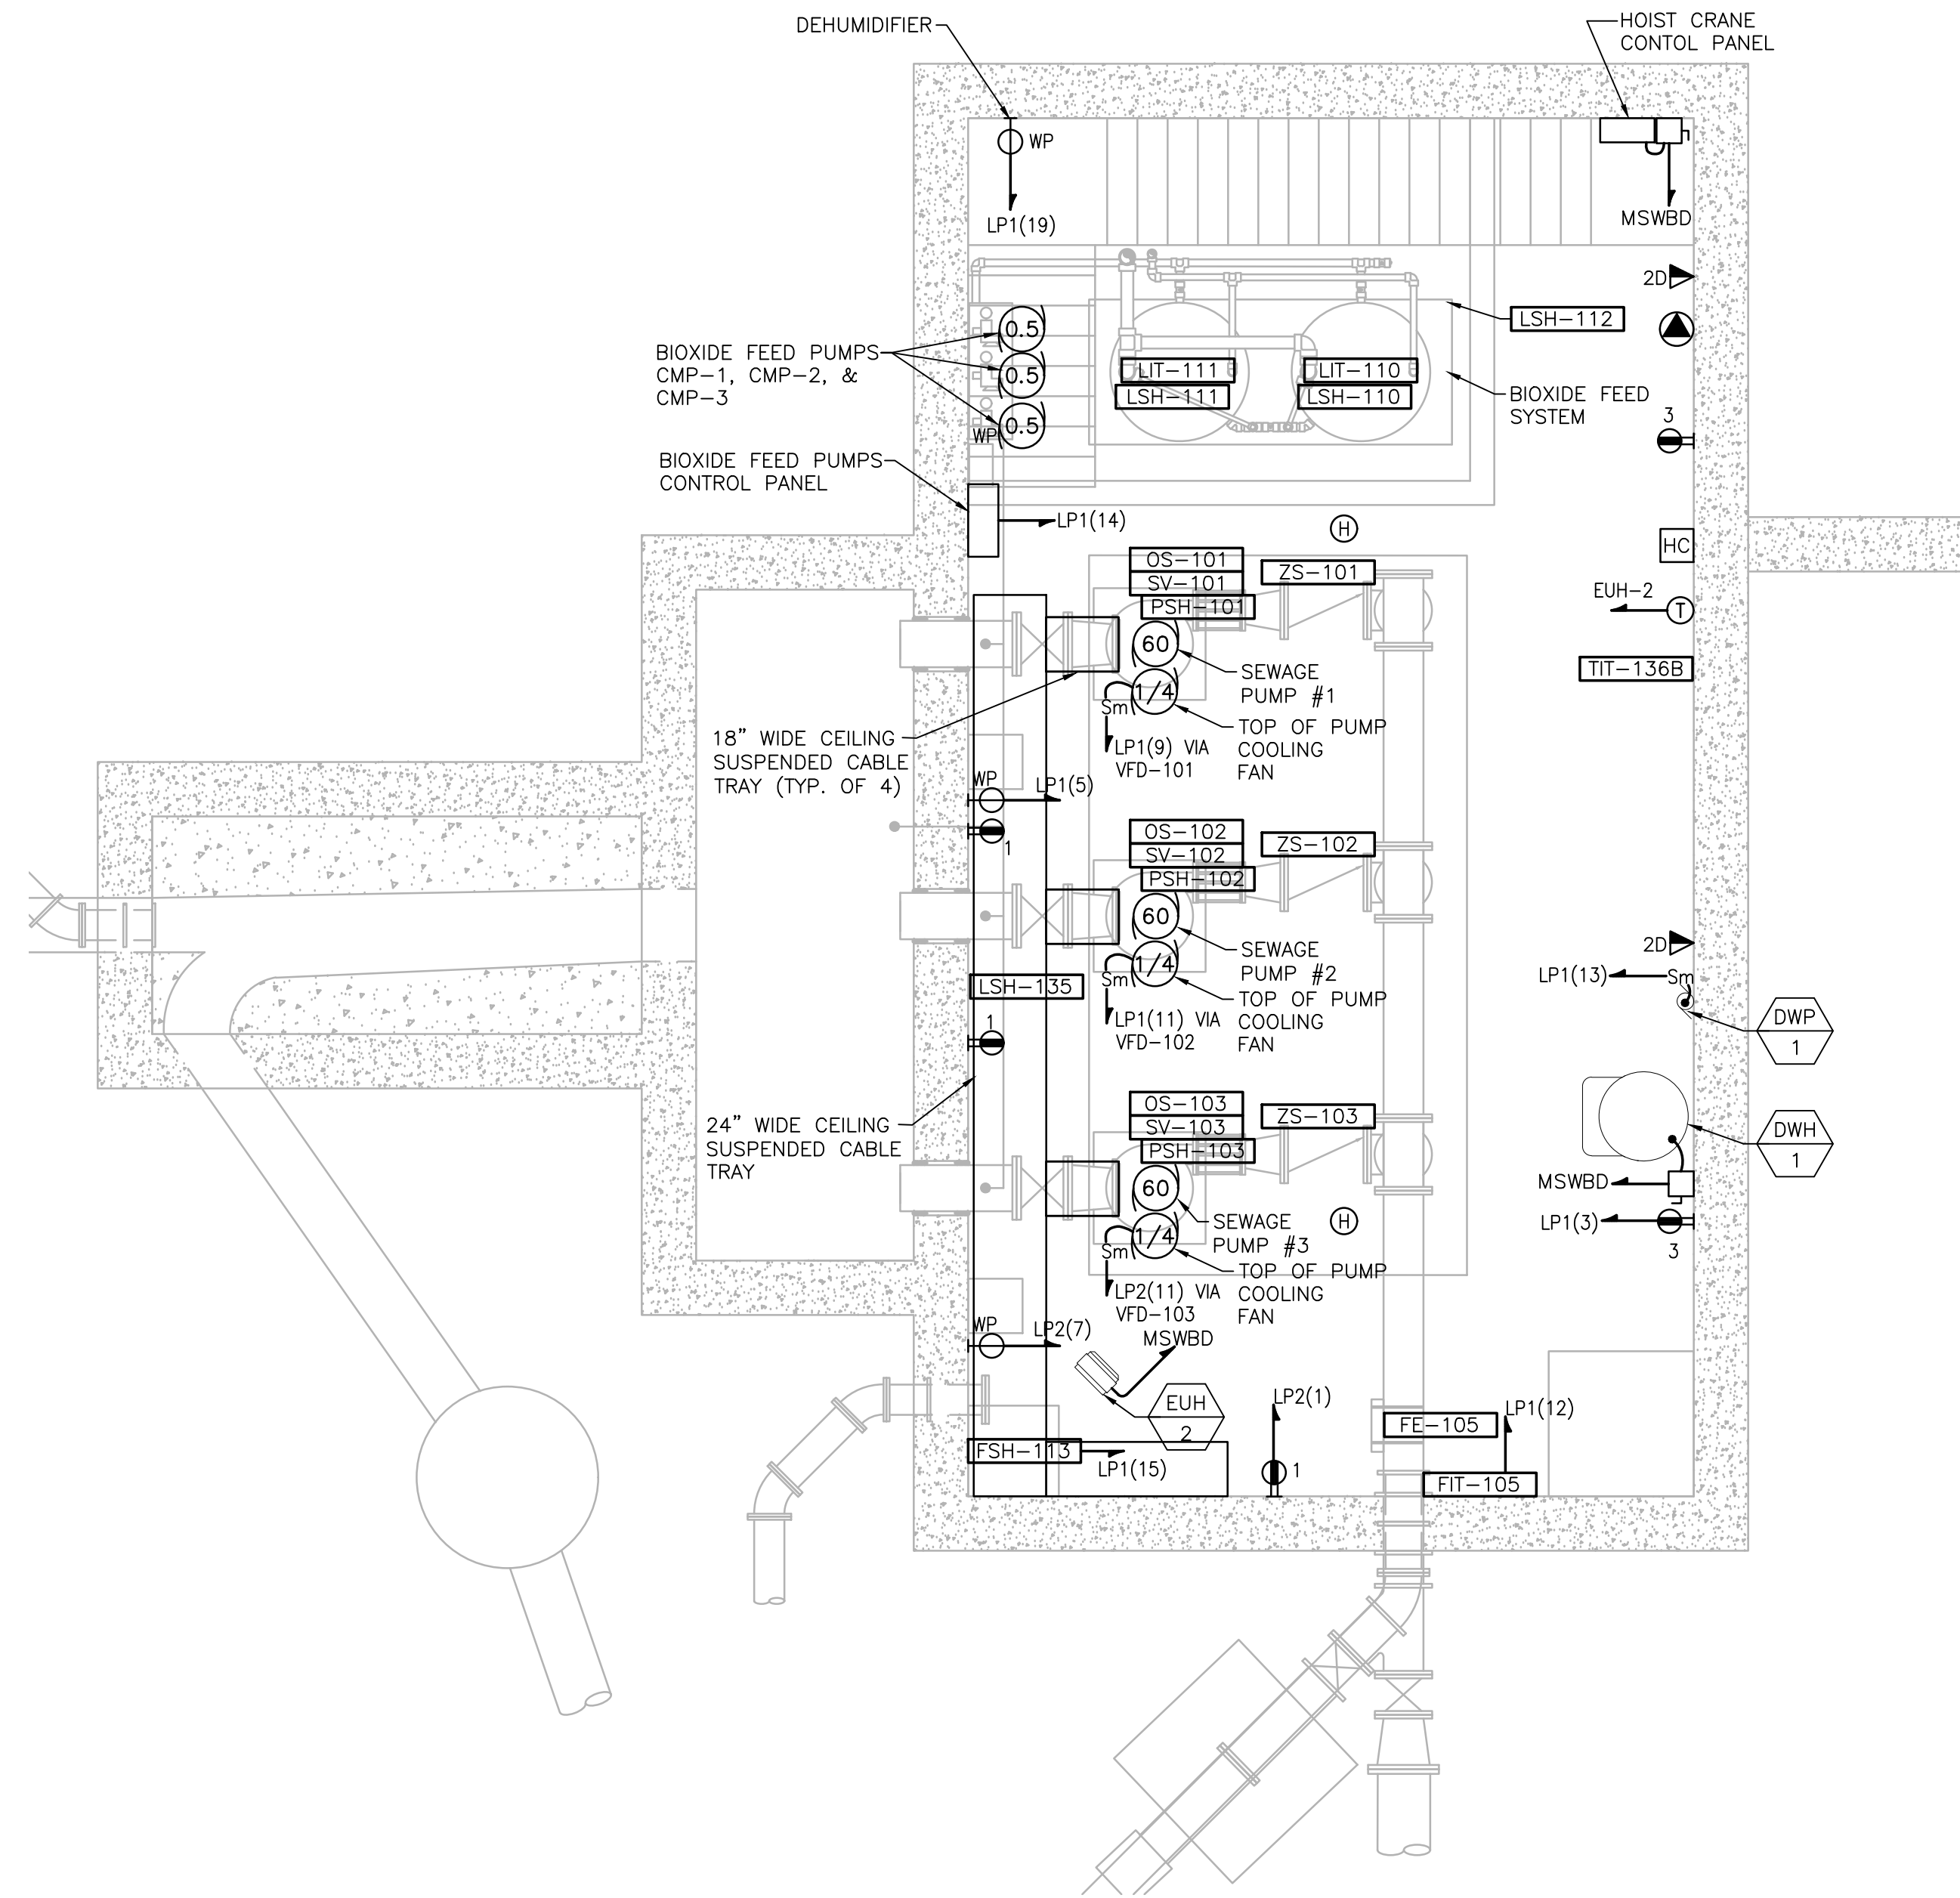 DEHUMIDIFIER
HOIST CRANE
CONTOL PANEL
WP
LP1(19)
MSWBD
2D
LSH-112
BIOXIDE FEED PUMPS
CMP-1, CMP-2, &
CMP-3
0.5
0.5
0.5
WP
LIT-111
LSH-111
LIT-110
LSH-110
BIOXIDE FEED
SYSTEM
3
BIOXIDE FEED PUMPS
CONTROL PANEL
LP1(14)
H
HC
OS-101
SV-101
PSH-101
ZS-101
EUH-2
T
TIT-136B
60
1/4
Sm
SEWAGE
PUMP #1
TOP OF PUMP
COOLING
FAN
LP1(9) VIA
VFD-101
18" WIDE CEILING
SUSPENDED CABLE
TRAY (TYP. OF 4)
WP
LP1(5)
1
OS-102
SV-102
PSH-102
ZS-102
60
1/4
Sm
SEWAGE
PUMP #2
TOP OF PUMP
COOLING
FAN
LP1(11) VIA
VFD-102
LSH-135
1
2D
LP1(13)
Sm
DWP
1
24" WIDE CEILING
SUSPENDED CABLE
TRAY
OS-103
SV-103
PSH-103
ZS-103
60
1/4
Sm
SEWAGE
PUMP #3
TOP OF PUMP
COOLING
FAN
LP2(11) VIA
VFD-103
H
DWH
1
MSWBD
LP1(3)
3
WP
LP2(7)
MSWBD
EUH
2
LP2(1)
1
FSH-113
LP1(15)
FE-105
LP1(12)
FIT-105